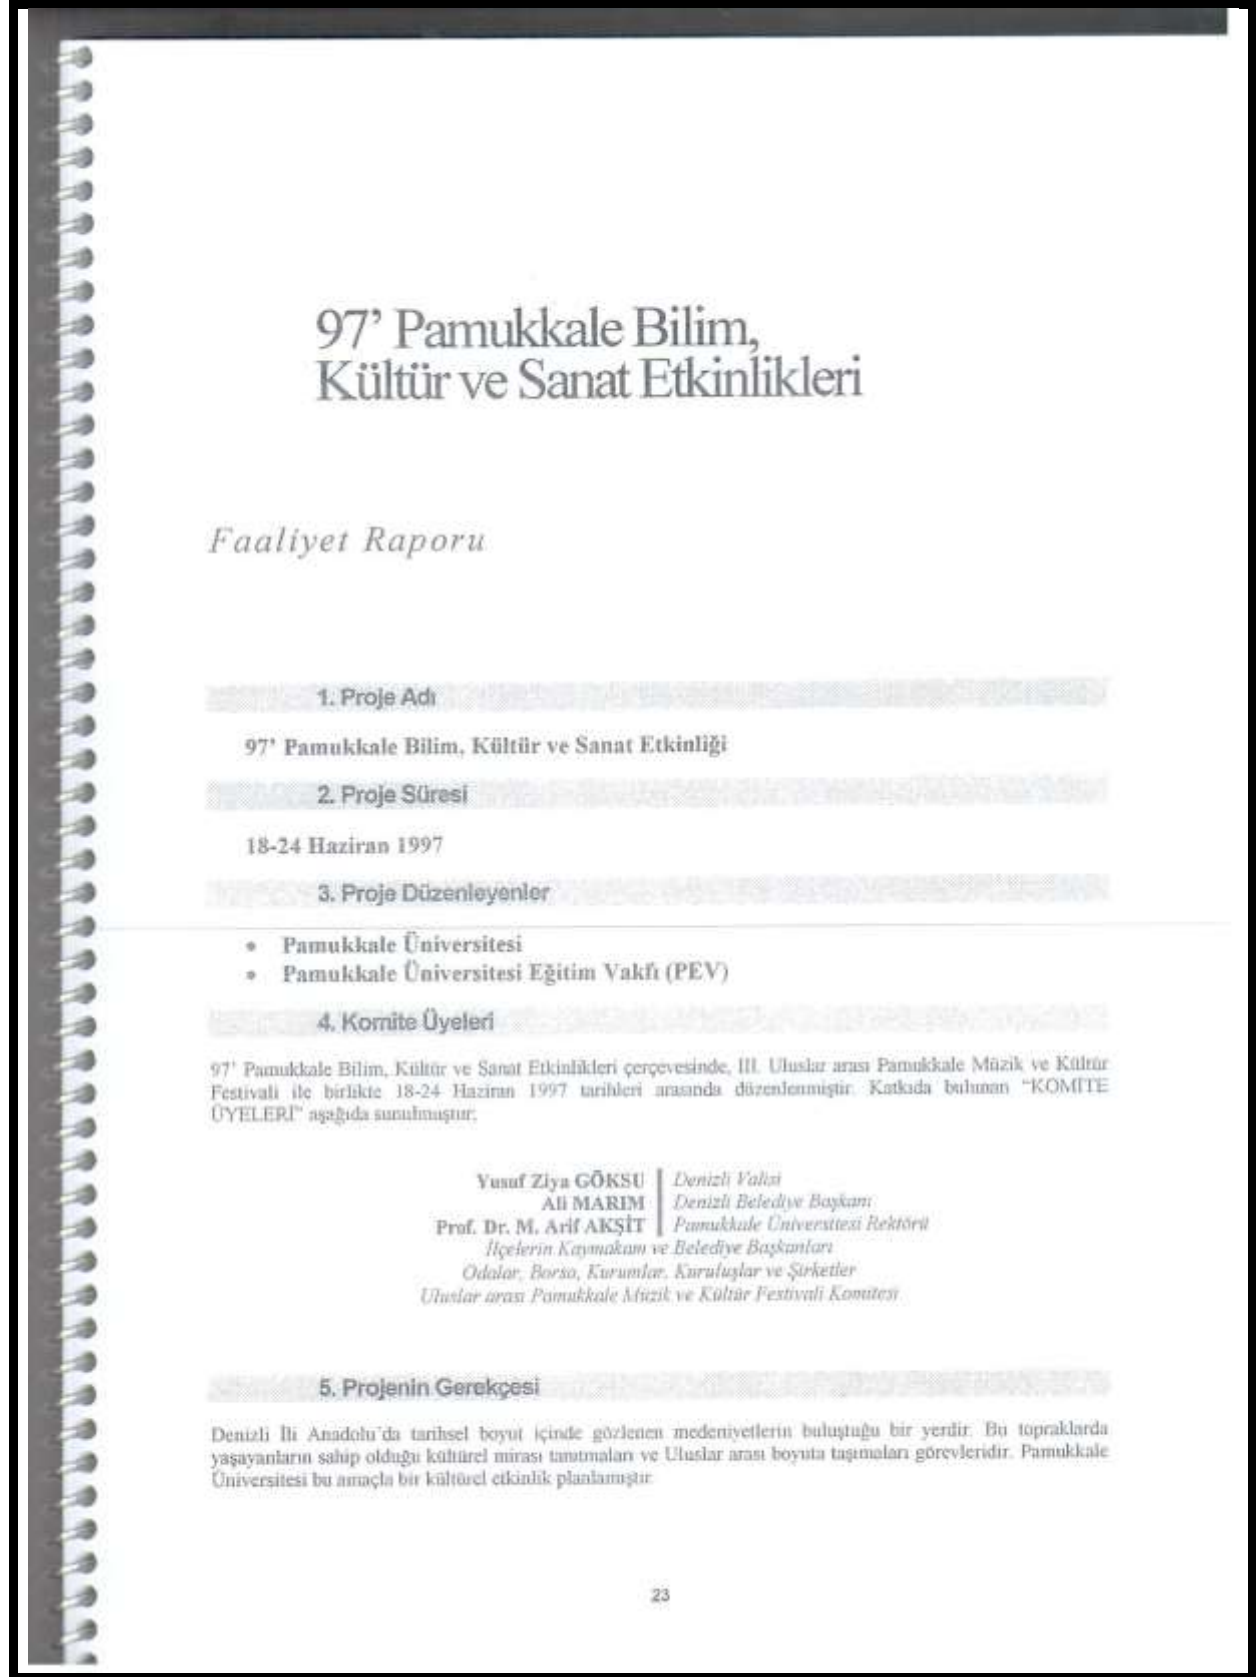 97’ Pamukkale Bilim,
Kültür ve Sanat Etkinlikleri
Faaliyet Raporu
1. Proje Adı
97’ Pamukkale Bilim, Kültür ve Sanat Etkinliği
2. Proje Süresi
18-24 Haziran 1997
3. Proje Düzenleyenler
• Pamukkale Üniversitesi
• Pamukkale Üniversitesi Eğitim Vakfı (PEV)
4. Komite Üyeleri
97’ Pamukkale Bilim, Kültür ve Sanat Etkinlikleri çerçevesinde, III. Uluslar arası Pamukkale Müzik ve Kültür
Festivali ile birlikte 18-24 Haziran 1997 tarihleri arasında düzenlenmiştir. Katkıda bulunan “KOMİTE
ÜYELERİ” aşağıda sunulmuştur;
Yusuf Ziya GÖKSU | Denizli Valisi
Ali MARIM | Denizli Belediye Başkanı
Prof. Dr. M. Arif AKŞİT | Pamukkale Üniversitesi Rektörü
İlçelerin Kaymakam ve Belediye Başkanları
Odalar, Borsa, Kurumlar, Kuruluşlar ve Şirketler
Uluslar arası Pamukkale Müzik ve Kültür Festivali Komitesi
5. Projenin Gerekçesi
Denizli İli Anadolu’da tarihsel boyut içinde gözlenen medeniyetlerin buluştuğu bir yerdir. Bu topraklarda
yaşayanların sahip olduğu kültürel mirası tanıtmaları ve Uluslar arası boyuta taşımaları görevleridir. Pamukkale
Üniversitesi bu amaçla bir kültürel etkinlik planlamıştır.
23